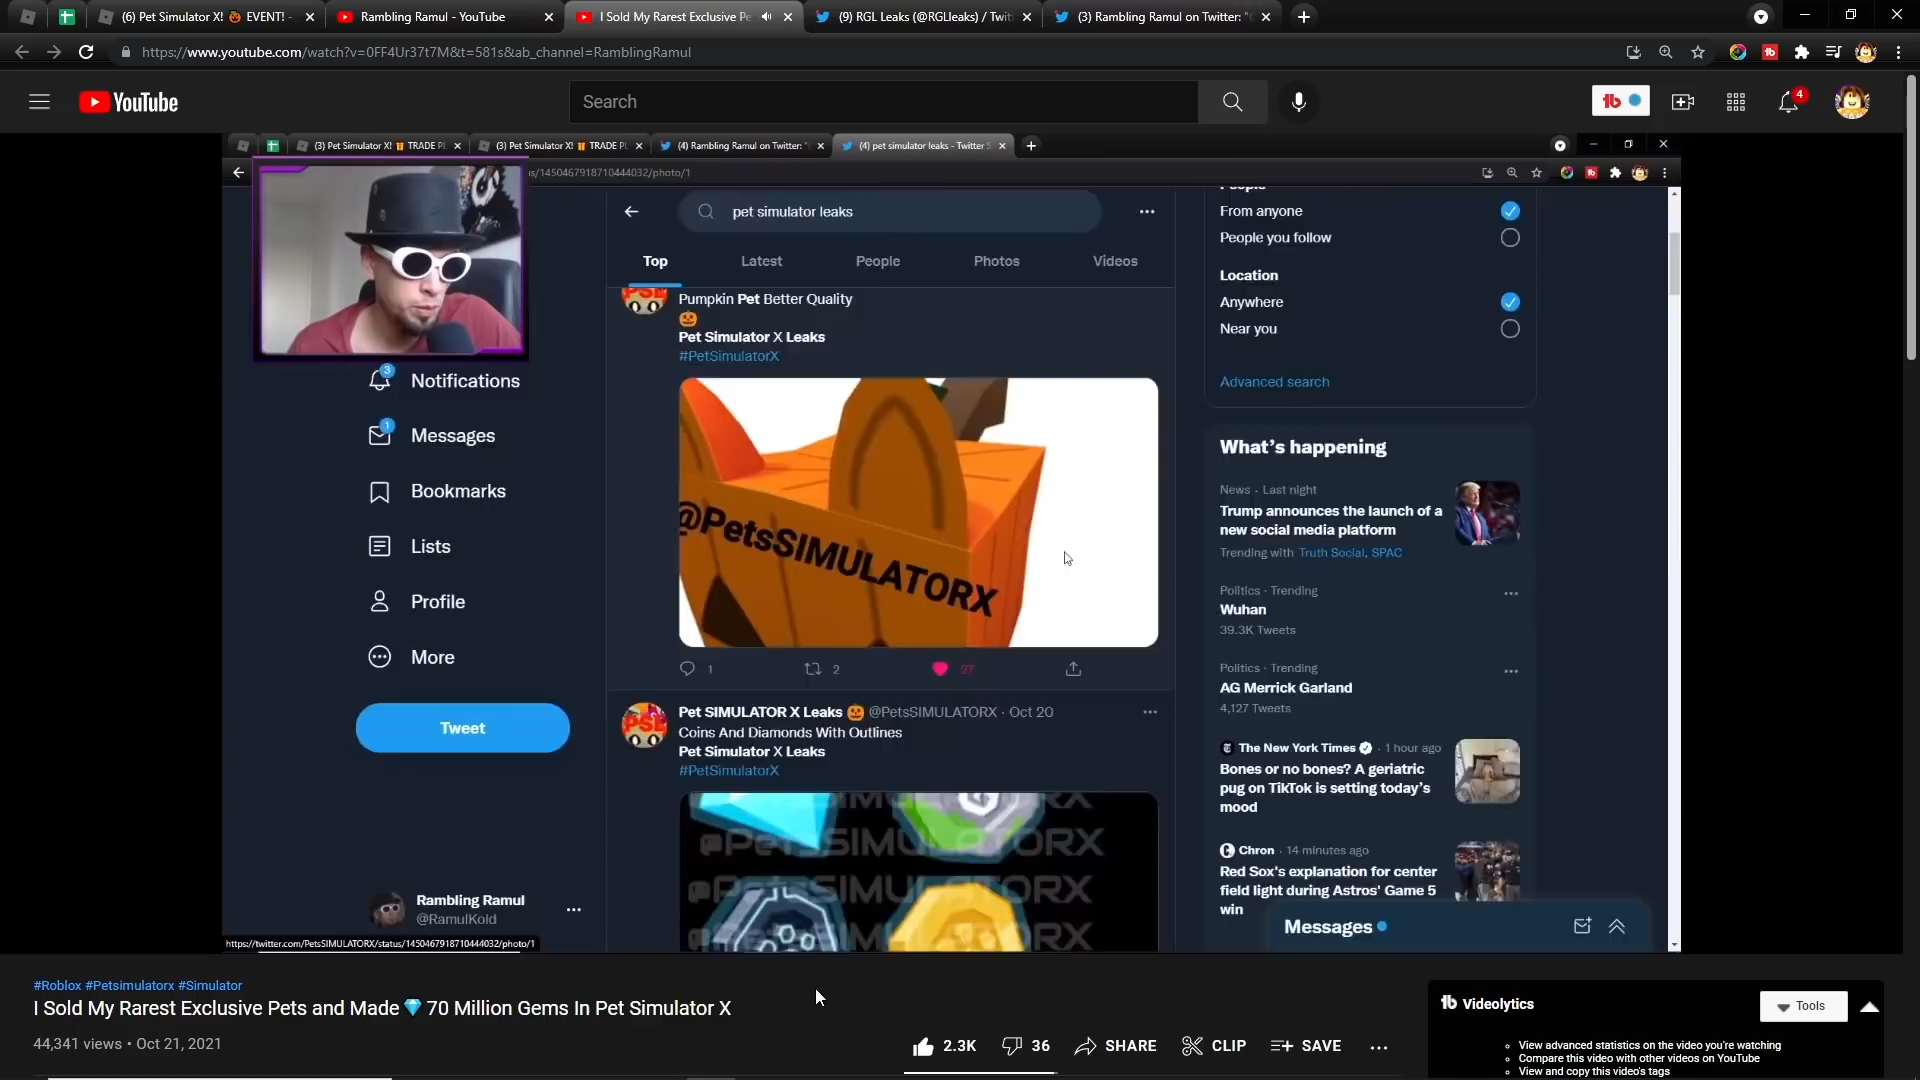 (6) Pet Simulator X! 🎃 EVENT! -
Rambling Ramul - YouTube
I Sold My Rarest Exclusive Pe
(9) RGL Leaks (@RGLleaks) / Twit
(3) Rambling Ramul on Twitter: "
https://www.youtube.com/watch?v=0FF4Ur37t7M&t=581s&ab_channel=RamblingRamul
YouTube
Search
4
(3) Pet Simulator X! 🎁 TRADE PL
(3) Pet Simulator X! 🎁 TRADE PL
(4) Rambling Ramul on Twitter: "
(4) pet simulator leaks - Twitter S
s/1450467918710444032/photo/1
pet simulator leaks
Top
Latest
People
Photos
Videos
3
Notifications
1
Messages
Bookmarks
Lists
Profile
More
Tweet
Rambling Ramul
@RamulKold
https://twitter.com/PetsSIMULATORX/status/1450467918710444032/photo/1
Pumpkin Pet Better Quality
🎃
Pet Simulator X Leaks
#PetSimulatorX
@PetsSIMULATORX
1
2
27
Pet SIMULATOR X Leaks 🎃 @PetsSIMULATORX · Oct 20
Coins And Diamonds With Outlines
Pet Simulator X Leaks
#PetSimulatorX
@PetsSIMULATORX
@PetsSIMULATORX
People
From anyone
People you follow
Location
Anywhere
Near you
Advanced search
What's happening
News · Last night
Trump announces the launch of a
new social media platform
Trending with Truth Social, SPAC
Politics · Trending
Wuhan
39.3K Tweets
Politics · Trending
AG Merrick Garland
4,127 Tweets
The New York Times · 1 hour ago
Bones or no bones? A geriatric
pug on TikTok is setting today's
mood
Chron · 14 minutes ago
Red Sox's explanation for center
field light during Astros' Game 5
win
Messages
#Roblox #Petsimulatorx #Simulator
I Sold My Rarest Exclusive Pets and Made💎 70 Million Gems In Pet Simulator X
44,341 views • Oct 21, 2021
2.3K
36
SHARE
CLIP
SAVE
Videolytics
Tools
View advanced statistics on the video you're watching
Compare this video with other videos on YouTube
View and copy this video's tags